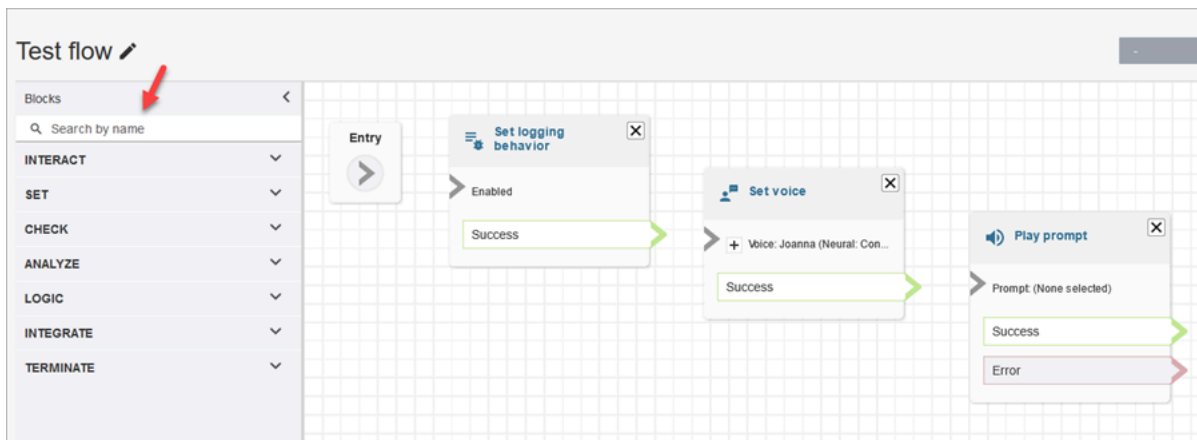 Test flow
Blocks
Search by name
INTERACT
SET
CHECK
ANALYZE
LOGIC
INTEGRATE
TERMINATE
Entry
Set logging
behavior
Enabled
Success
Set voice
Voice: Joanna (Neural: Con...
Success
Play prompt
Prompt: (None selected)
Success
Error